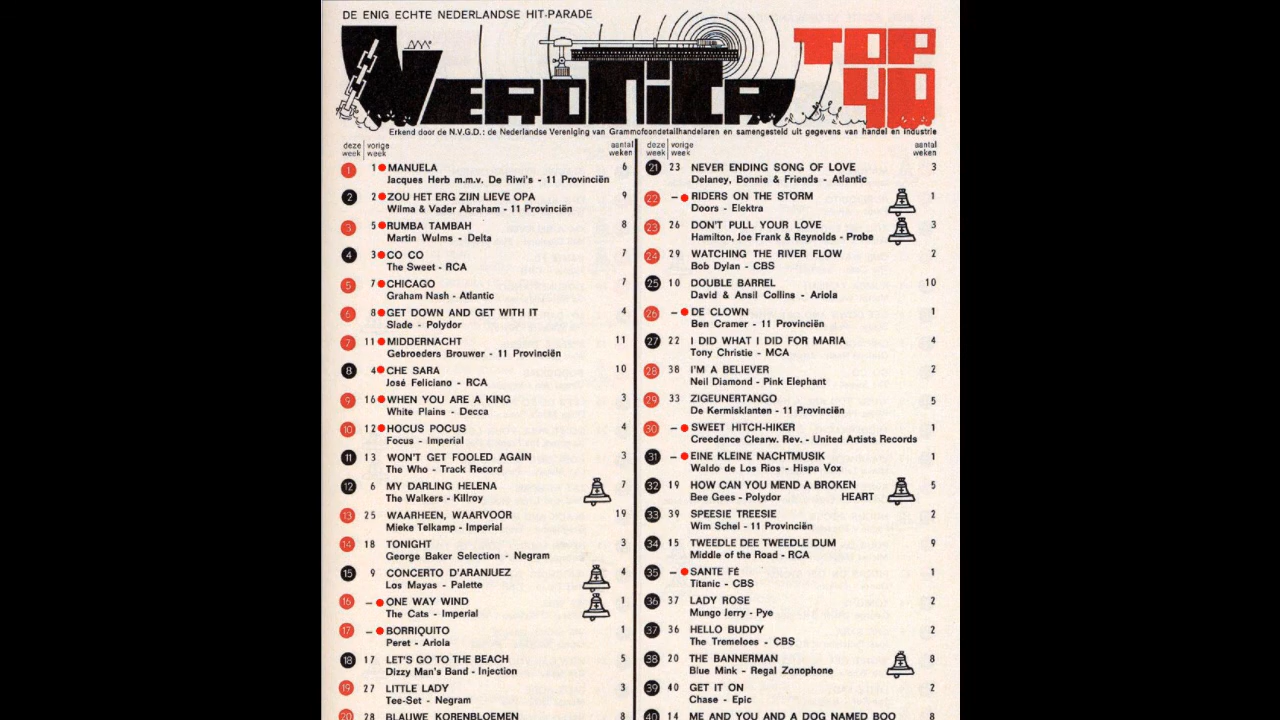 DE ENIG ECHTE NEDERLANDSE HIT-PARADE
VERONICA TOP 40
Erkend door de N.V.G.D.: de Nederlandse Vereniging van Grammofoondetailhandelaren en samengesteld uit gegevens van handel en industrie
deze week vorige week aantal weken
1 1 MANUELA 6
Jacques Herb m.m.v. De Riwi's - 11 Provinciën
2 2 ZOU HET ERG ZIJN LIEVE OPA 9
Wilma & Vader Abraham - 11 Provinciën
3 5 RUMBA TAMBAH 8
Martin Wulms - Delta
4 3 CO CO 7
The Sweet - RCA
5 7 CHICAGO 7
Graham Nash - Atlantic
6 8 GET DOWN AND GET WITH IT 4
Slade - Polydor
7 11 MIDDERNACHT 11
Gebroeders Brouwer - 11 Provinciën
8 4 CHE SARA 10
José Feliciano - RCA
9 16 WHEN YOU ARE A KING 3
White Plains - Decca
10 12 HOCUS POCUS 4
Focus - Imperial
11 13 WON'T GET FOOLED AGAIN 3
The Who - Track Record
12 6 MY DARLING HELENA 7
The Walkers - Killroy
13 25 WAARHEEN, WAARVOOR 19
Mieke Telkamp - Imperial
14 18 TONIGHT 3
George Baker Selection - Negram
15 9 CONCERTO D'ARANJUEZ 4
Los Mayas - Palette
16 – ONE WAY WIND 1
The Cats - Imperial
17 – BORRIQUITO 1
Peret - Ariola
18 17 LET'S GO TO THE BEACH 5
Dizzy Man's Band - Injection
19 27 LITTLE LADY 3
Tee-Set - Negram
20 28 BLAUWE KORENBLOEMEN 8
deze week vorige week aantal weken
21 23 NEVER ENDING SONG OF LOVE 3
Delaney, Bonnie & Friends - Atlantic
22 – RIDERS ON THE STORM 1
Doors - Elektra
23 26 DON'T PULL YOUR LOVE 3
Hamilton, Joe Frank & Reynolds - Probe
24 29 WATCHING THE RIVER FLOW 2
Bob Dylan - CBS
25 10 DOUBLE BARREL 10
David & Ansil Collins - Ariola
26 – DE CLOWN 1
Ben Cramer - 11 Provinciën
27 22 I DID WHAT I DID FOR MARIA 4
Tony Christie - MCA
28 38 I'M A BELIEVER 2
Neil Diamond - Pink Elephant
29 33 ZIGEUNERTANGO 5
De Kermisklanten - 11 Provinciën
30 – SWEET HITCH-HIKER 1
Creedence Clearw. Rev. - United Artists Records
31 – EINE KLEINE NACHTMUSIK 1
Waldo de Los Rios - Hispa Vox
32 19 HOW CAN YOU MEND A BROKEN 5
Bee Gees - Polydor HEART
33 39 SPEESIE TREESIE 2
Wim Schel - 11 Provinciën
34 15 TWEEDLE DEE TWEEDLE DUM 9
Middle of the Road - RCA
35 – SANTE FÉ 1
Titanic - CBS
36 37 LADY ROSE 2
Mungo Jerry - Pye
37 36 HELLO BUDDY 2
The Tremeloes - CBS
38 20 THE BANNERMAN 8
Blue Mink - Regal Zonophone
39 40 GET IT ON 2
Chase - Epic
40 14 ME AND YOU AND A DOG NAMED BOO 8